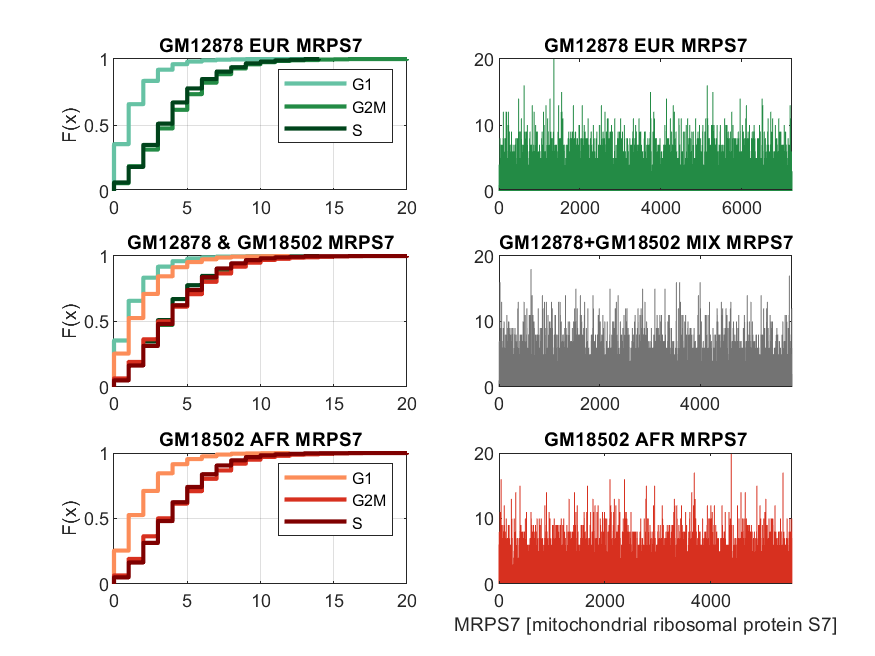 GM12878 EUR MRPS7
F(x)
1
0.5
0
0 5 10 15 20
G1
G2M
S
GM12878 EUR MRPS7
20
10
0
0 2000 4000 6000
GM12878 & GM18502 MRPS7
F(x)
1
0.5
0
0 5 10 15 20
GM12878+GM18502 MIX MRPS7
20
10
0
0 2000 4000
GM18502 AFR MRPS7
F(x)
1
0.5
0
0 5 10 15 20
G1
G2M
S
GM18502 AFR MRPS7
20
10
0
0 2000 4000
MRPS7 [mitochondrial ribosomal protein S7]